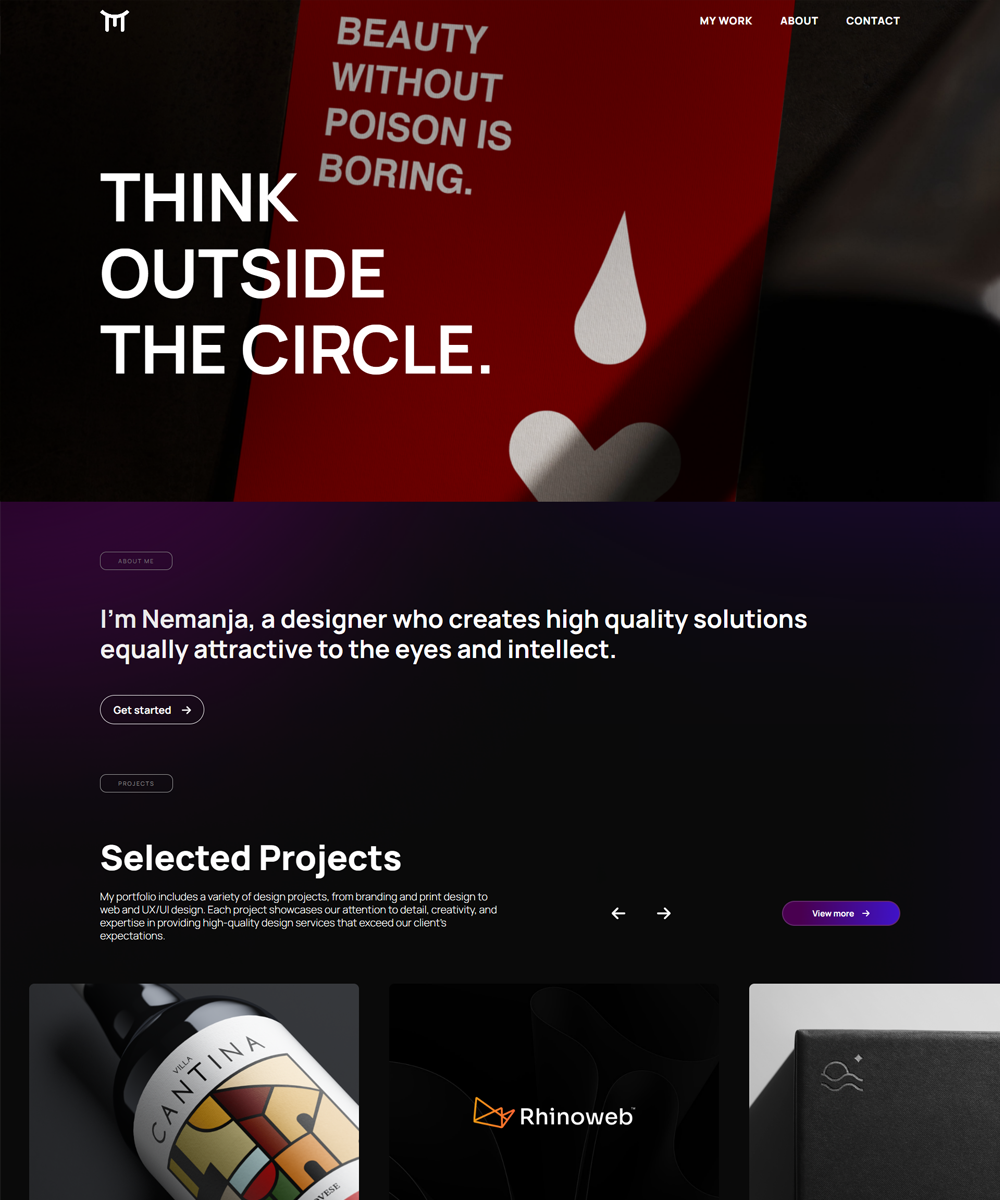 MY WORK ABOUT CONTACT
BEAUTY
WITHOUT
POISON IS
BORING.
THINK
OUTSIDE
THE CIRCLE.
ABOUT ME
I'm Nemanja, a designer who creates high quality solutions
equally attractive to the eyes and intellect.
Get started →
PROJECTS
Selected Projects
My portfolio includes a variety of design projects, from branding and print design to
web and UX/UI design. Each project showcases our attention to detail, creativity, and
expertise in providing high-quality design services that exceed our client's
expectations.
← →
View more →
VILLA
CANTINA
Rhinoweb™